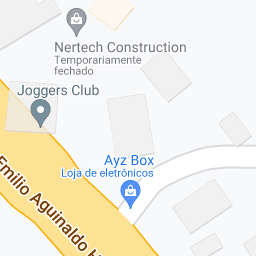 Nertech Construction
Temporariamente
fechado
Joggers Club
Ayz Box
Loja de eletrônicos
Emilio Aguinaldo H